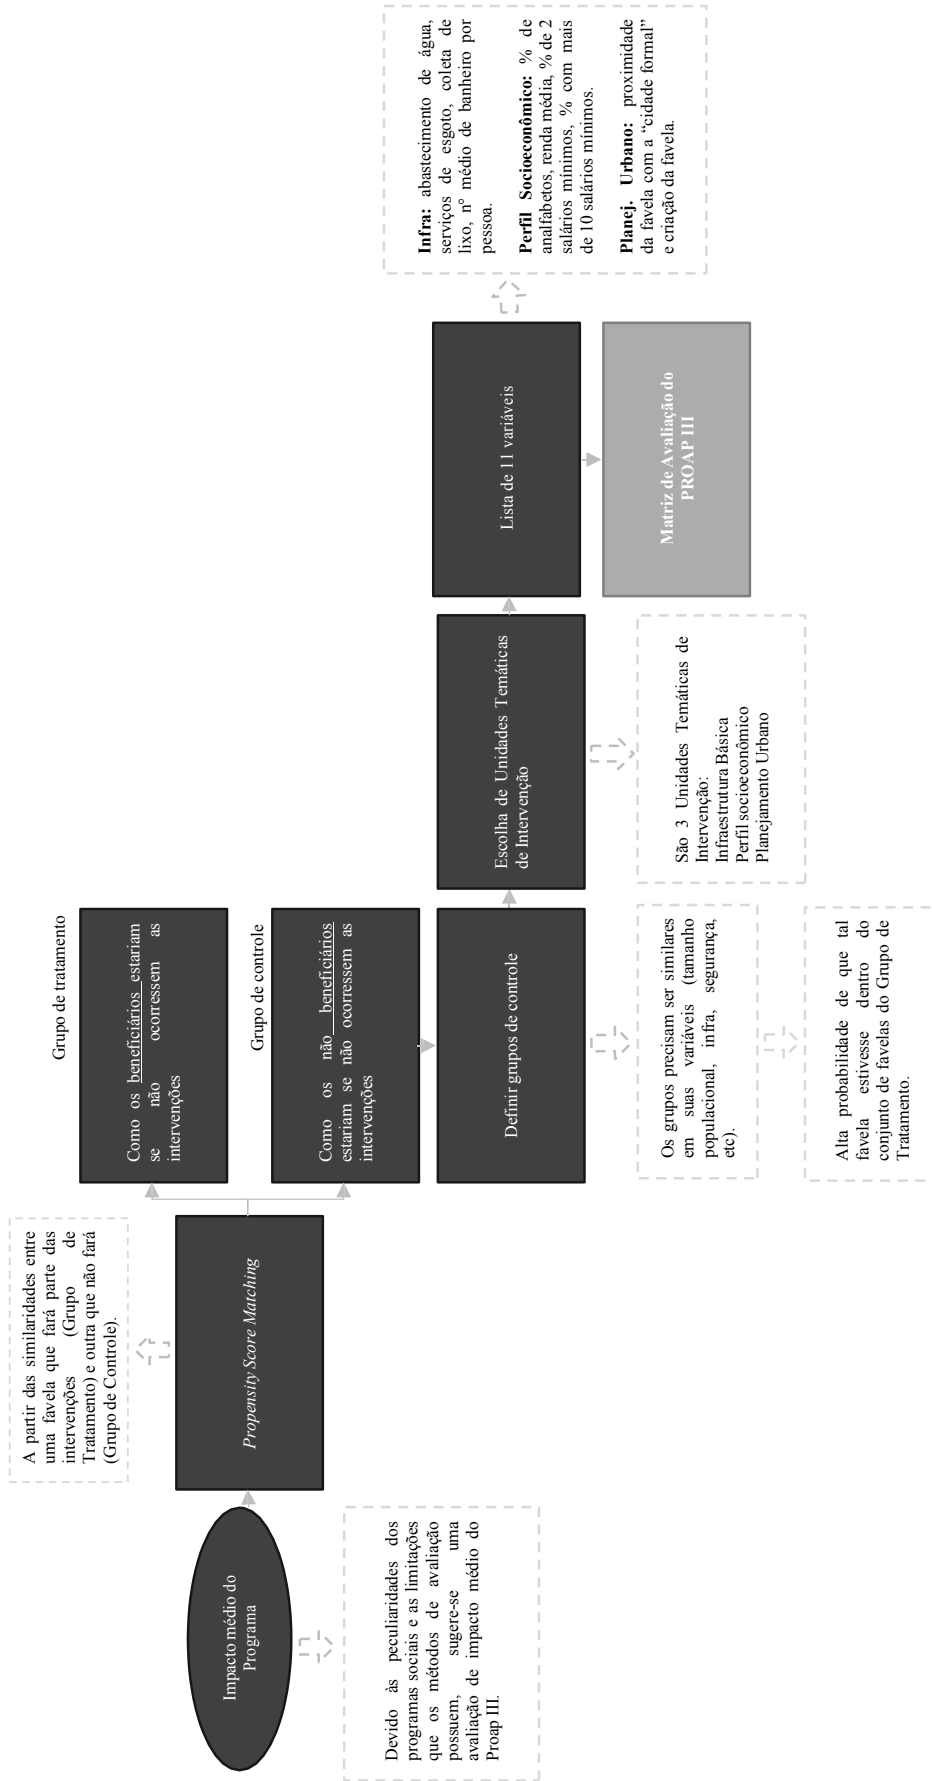 Impacto médio do
Programa
Devido às peculiaridades dos
programas sociais e as limitações
que os métodos de avaliação
possuem, sugere-se uma
avaliação de impacto médio do
Proap III.
A partir das similaridades entre
uma favela que fará parte das
intervenções (Grupo de
Tratamento) e outra que não fará
(Grupo de Controle).
Propensity Score Matching
Grupo de tratamento
Como os beneficiários estariam
se não ocorressem as
intervenções
Grupo de controle
Como os não beneficiários
estariam se não ocorressem as
intervenções
Definir grupos de controle
Os grupos precisam ser similares
em suas variáveis (tamanho
populacional, infra, segurança,
etc).
Alta probabilidade de que tal
favela estivesse dentro do
conjunto de favelas do Grupo de
Tratamento.
Escolha de Unidades Temáticas
de Intervenção
São 3 Unidades Temáticas de
Intervenção:
Infraestrutura Básica
Perfil socioeconômico
Planejamento Urbano
Lista de 11 variáveis
Matriz de Avaliação do
PROAP III
Infra: abastecimento de água,
serviços de esgoto, coleta de
lixo, n° médio de banheiro por
pessoa.
Perfil Socioeconômico: % de
analfabetos, renda média, % de 2
salários mínimos, % com mais
de 10 salários mínimos.
Planej. Urbano: proximidade
da favela com a “cidade formal”
e criação da favela.